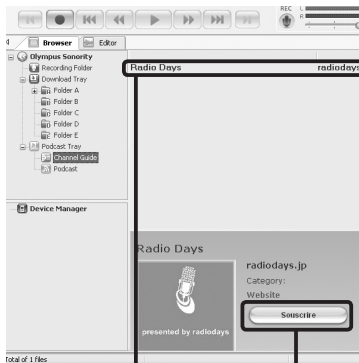 REC L
R
Browser Editor
Olympus Sonority
Recording Folder
Download Tray
Folder A
Folder B
Folder C
Folder D
Folder E
Podcast Tray
Channel Guide
Podcast
Device Manager
Radio Days radiodays
Radio Days
presented by radiodays
radiodays.jp
Category:
Website
Souscrire
Total of 1 files